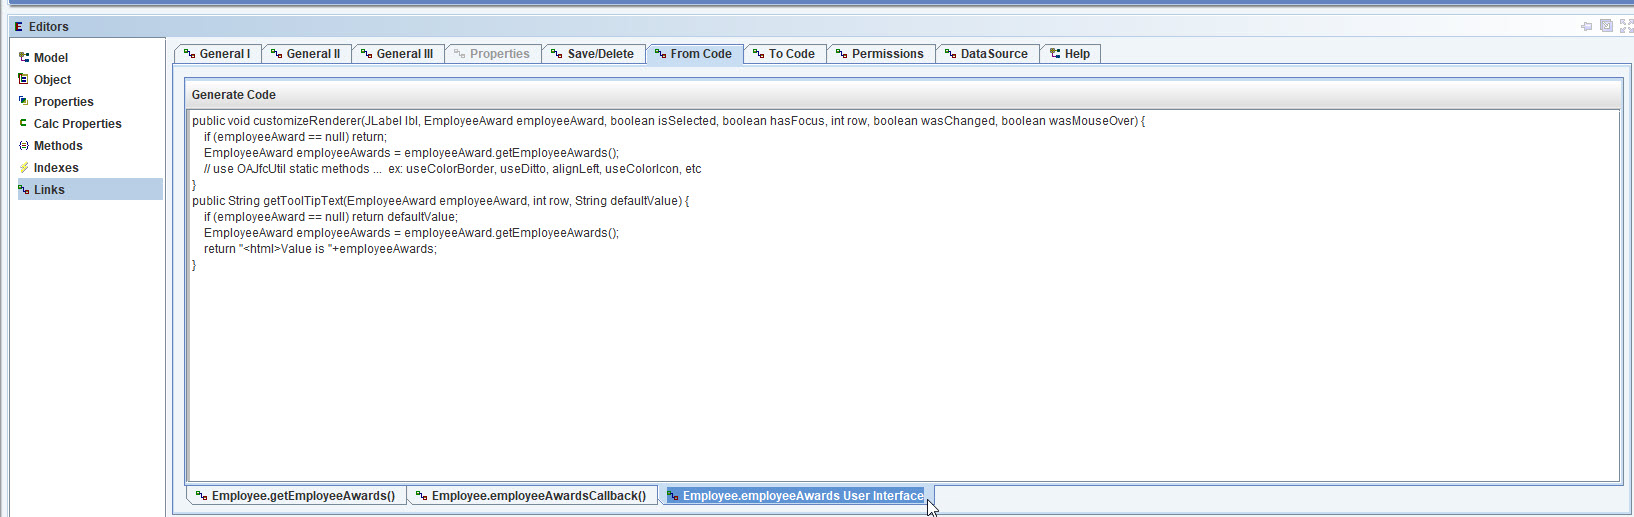 E Editors
Model
Object
Properties
Calc Properties
Methods
Indexes
Links
General I
General II
General III
Properties
Save/Delete
From Code
To Code
Permissions
DataSource
Help
Generate Code
public void customizeRenderer(JLabel lbl, EmployeeAward employeeAward, boolean isSelected, boolean hasFocus, int row, boolean wasChanged, boolean wasMouseOver) {
if (employeeAward == null) return;
EmployeeAward employeeAwards = employeeAward.getEmployeeAwards();
// use OAJfcUtil static methods ... ex: useColorBorder, useDitto, alignLeft, useColorIcon, etc
}
public String getToolTipText(EmployeeAward employeeAward, int row, String defaultValue) {
if (employeeAward == null) return defaultValue;
EmployeeAward employeeAwards = employeeAward.getEmployeeAwards();
return "<html>Value is "+employeeAwards;
}
Employee.getEmployeeAwards()
Employee.employeeAwardsCallback()
Employee.employeeAwards User Interface